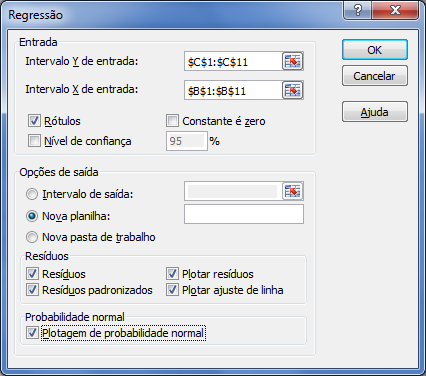 Regressão
Entrada
Intervalo Y de entrada: $C$1:$C$11
Intervalo X de entrada: $B$1:$B$11
Rótulos Constante é zero
Nível de confiança 95 %
OK
Cancelar
Ajuda
Opções de saída
Intervalo de saída:
Nova planilha:
Nova pasta de trabalho
Resíduos
Resíduos Plotar resíduos
Resíduos padronizados Plotar ajuste de linha
Probabilidade normal
Plotagem de probabilidade normal